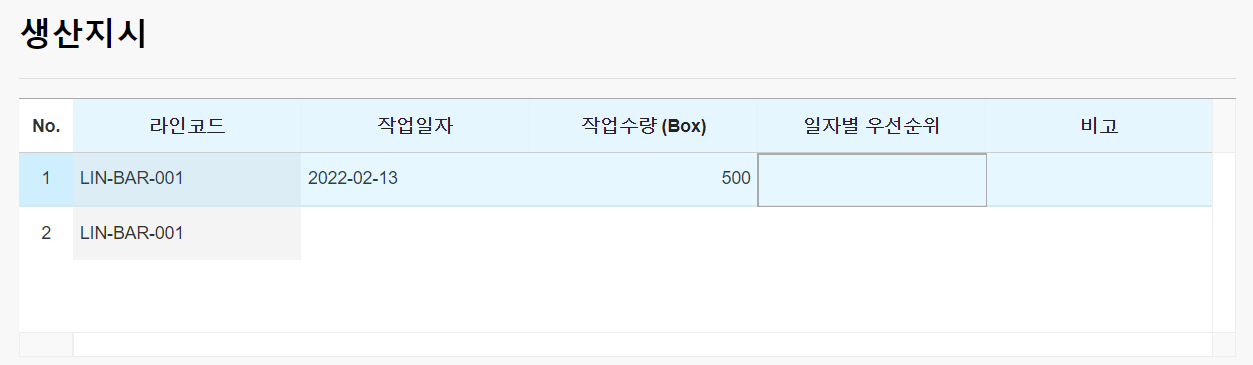 생산지시
No. 라인코드 작업일자 작업수량 (Box) 일자별 우선순위 비고
1 LIN-BAR-001 2022-02-13 500
2 LIN-BAR-001